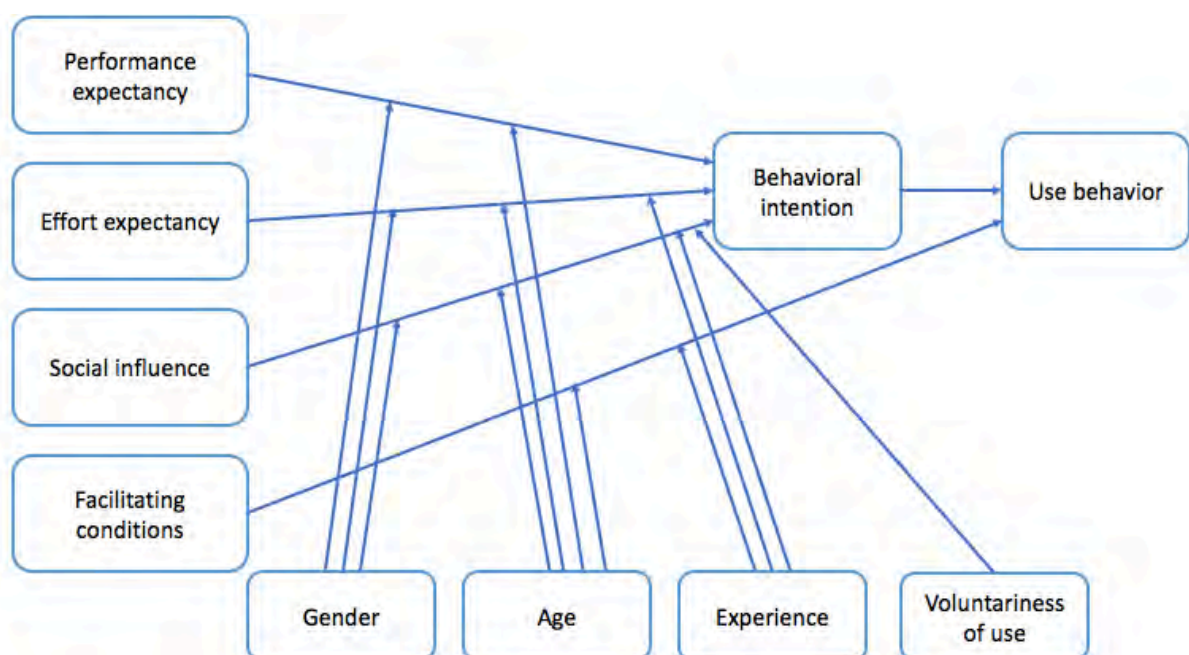 Performance
expectancy
Effort expectancy
Social influence
Facilitating
conditions
Behavioral
intention
Use behavior
Gender
Age
Experience
Voluntariness
of use